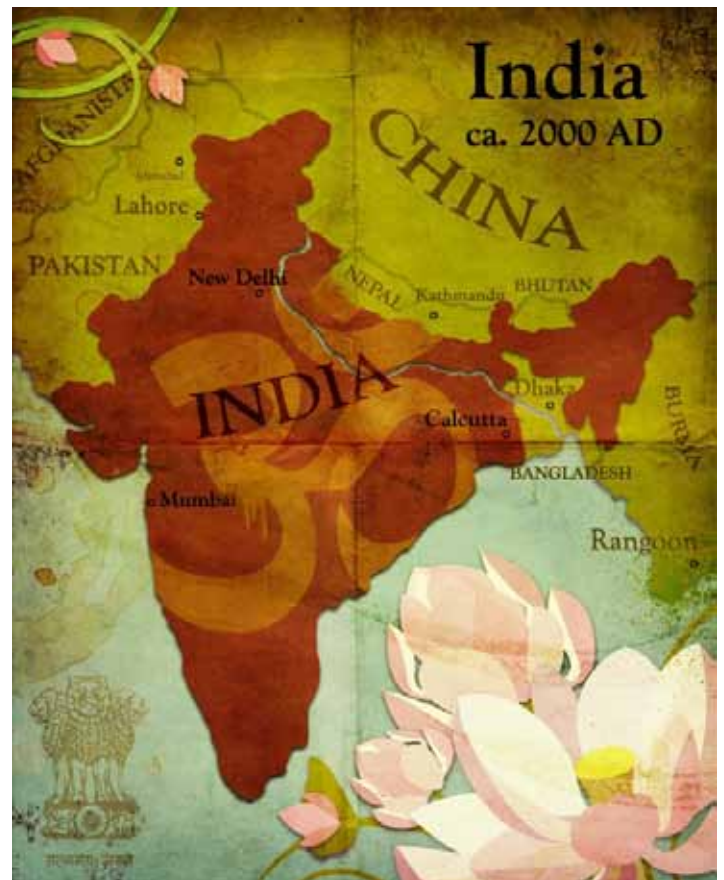 India
ca. 2000 AD
AFGHANISTA
CHINA
Lahore
PAKISTAN
New Delhi
NEPAL
Kathmandu
BHUTAN
INDIA
Dhaka
Calcutta
BURMA
BANGLADESH
Mumbai
Rangoon